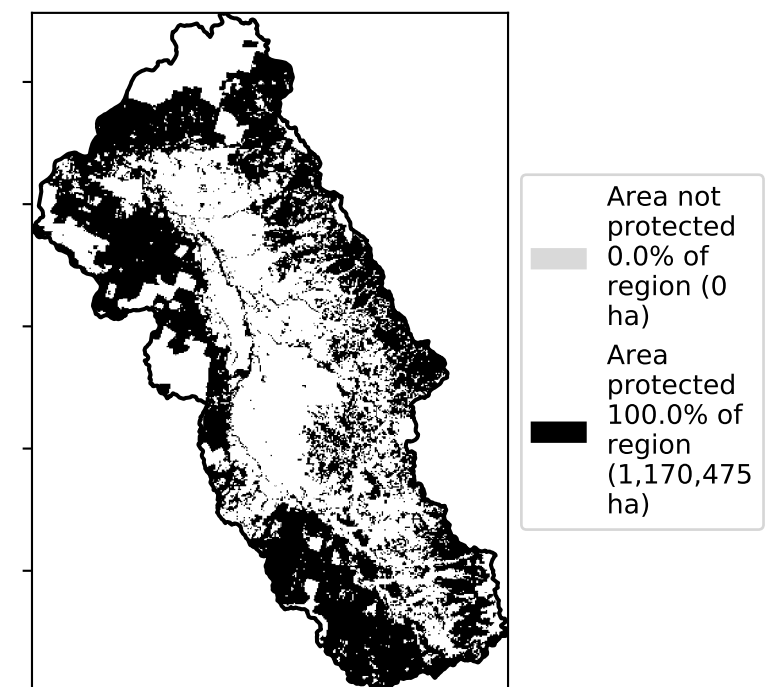 Area not
protected
0.0% of
region (0
ha)
Area
protected
100.0% of
region
(1,170,475
ha)